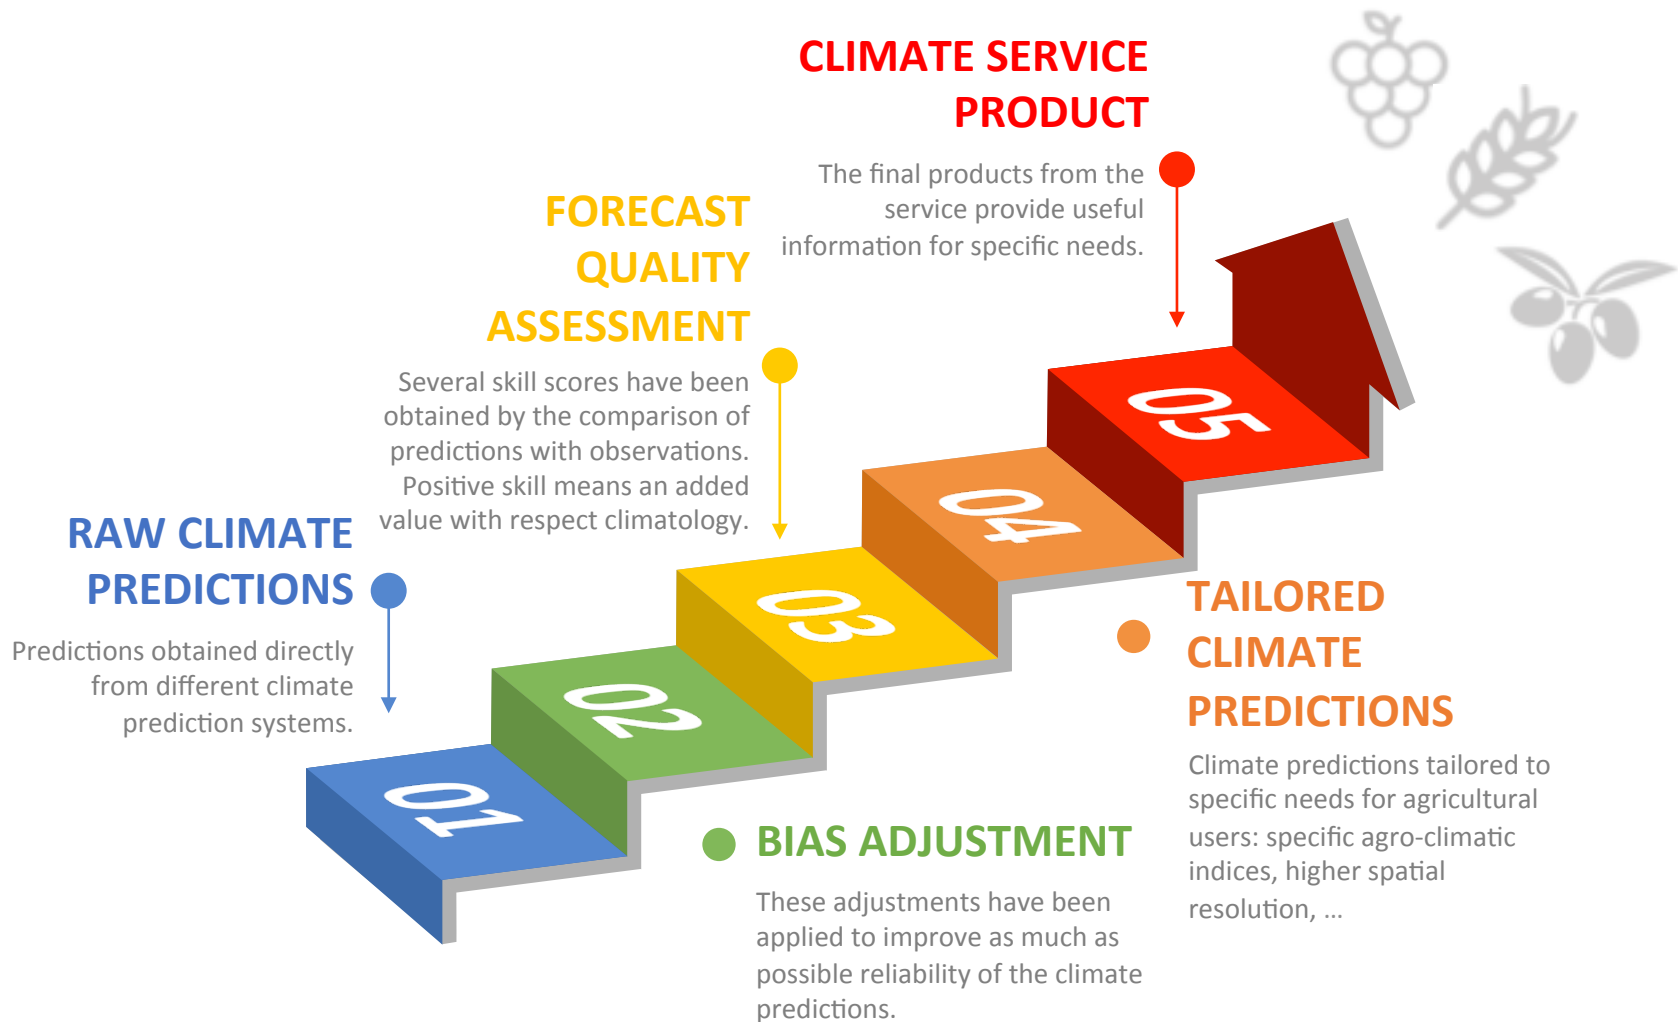 CLIMATE SERVICE
PRODUCT
The final products from the
service provide useful
information for specific needs.
FORECAST
QUALITY
ASSESSMENT
Several skill scores have been
obtained by the comparison of
predictions with observations.
Positive skill means an added
value with respect climatology.
RAW CLIMATE
PREDICTIONS
Predictions obtained directly
from different climate
prediction systems.
05
04
03
02
01
TAILORED
CLIMATE
PREDICTIONS
Climate predictions tailored to
specific needs for agricultural
users: specific agro-climatic
indices, higher spatial
resolution, ...
BIAS ADJUSTMENT
These adjustments have been
applied to improve as much as
possible reliability of the climate
predictions.